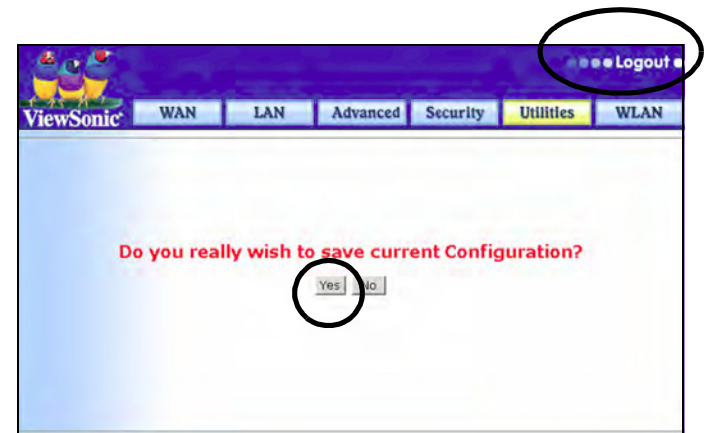 Logout
ViewSonic WAN LAN Advanced Security Utilities WLAN
Do you really wish to save current Configuration?
Yes No